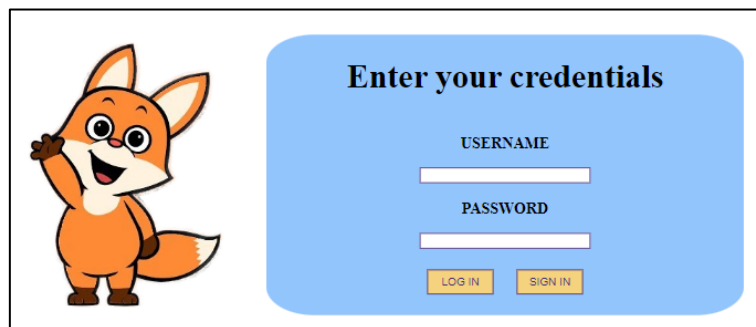 Enter your credentials
USERNAME
PASSWORD
LOG IN SIGN IN